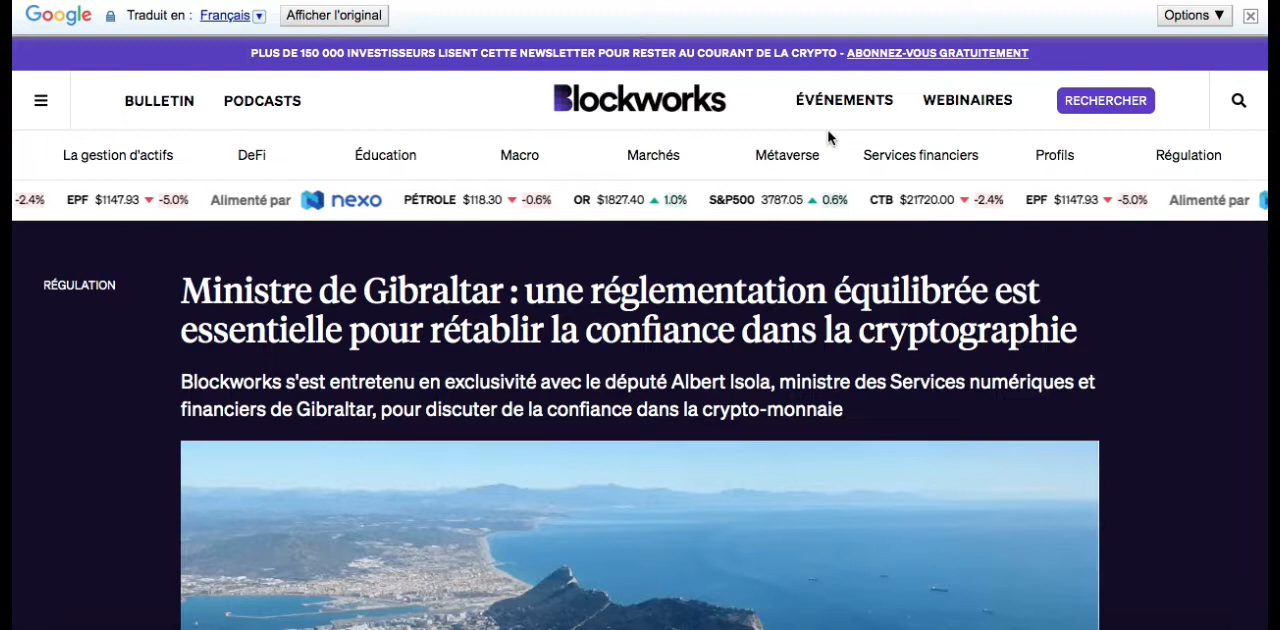 Google Traduit en : Français ▼ Afficher l'original Options ▼
PLUS DE 150 000 INVESTISSEURS LISENT CETTE NEWSLETTER POUR RESTER AU COURANT DE LA CRYPTO - ABONNEZ-VOUS GRATUITEMENT
BULLETIN PODCASTS Blockworks ÉVÉNEMENTS WEBINAIRES RECHERCHER
La gestion d'actifs DeFi Éducation Macro Marchés Métaverse Services financiers Profils Régulation
-2.4% EPF $1147.93 ▼ -5.0% Alimenté par nexo PÉTROLE $118.30 ▼ -0.6% OR $1827.40 ▲ 1.0% S&P500 3787.05 ▲ 0.6% CTB $21720.00 ▼ -2.4% EPF $1147.93 ▼ -5.0% Alimenté par
RÉGULATION
Ministre de Gibraltar : une réglementation équilibrée est
essentielle pour rétablir la confiance dans la cryptographie
Blockworks s'est entretenu en exclusivité avec le député Albert Isola, ministre des Services numériques et
financiers de Gibraltar, pour discuter de la confiance dans la crypto-monnaie